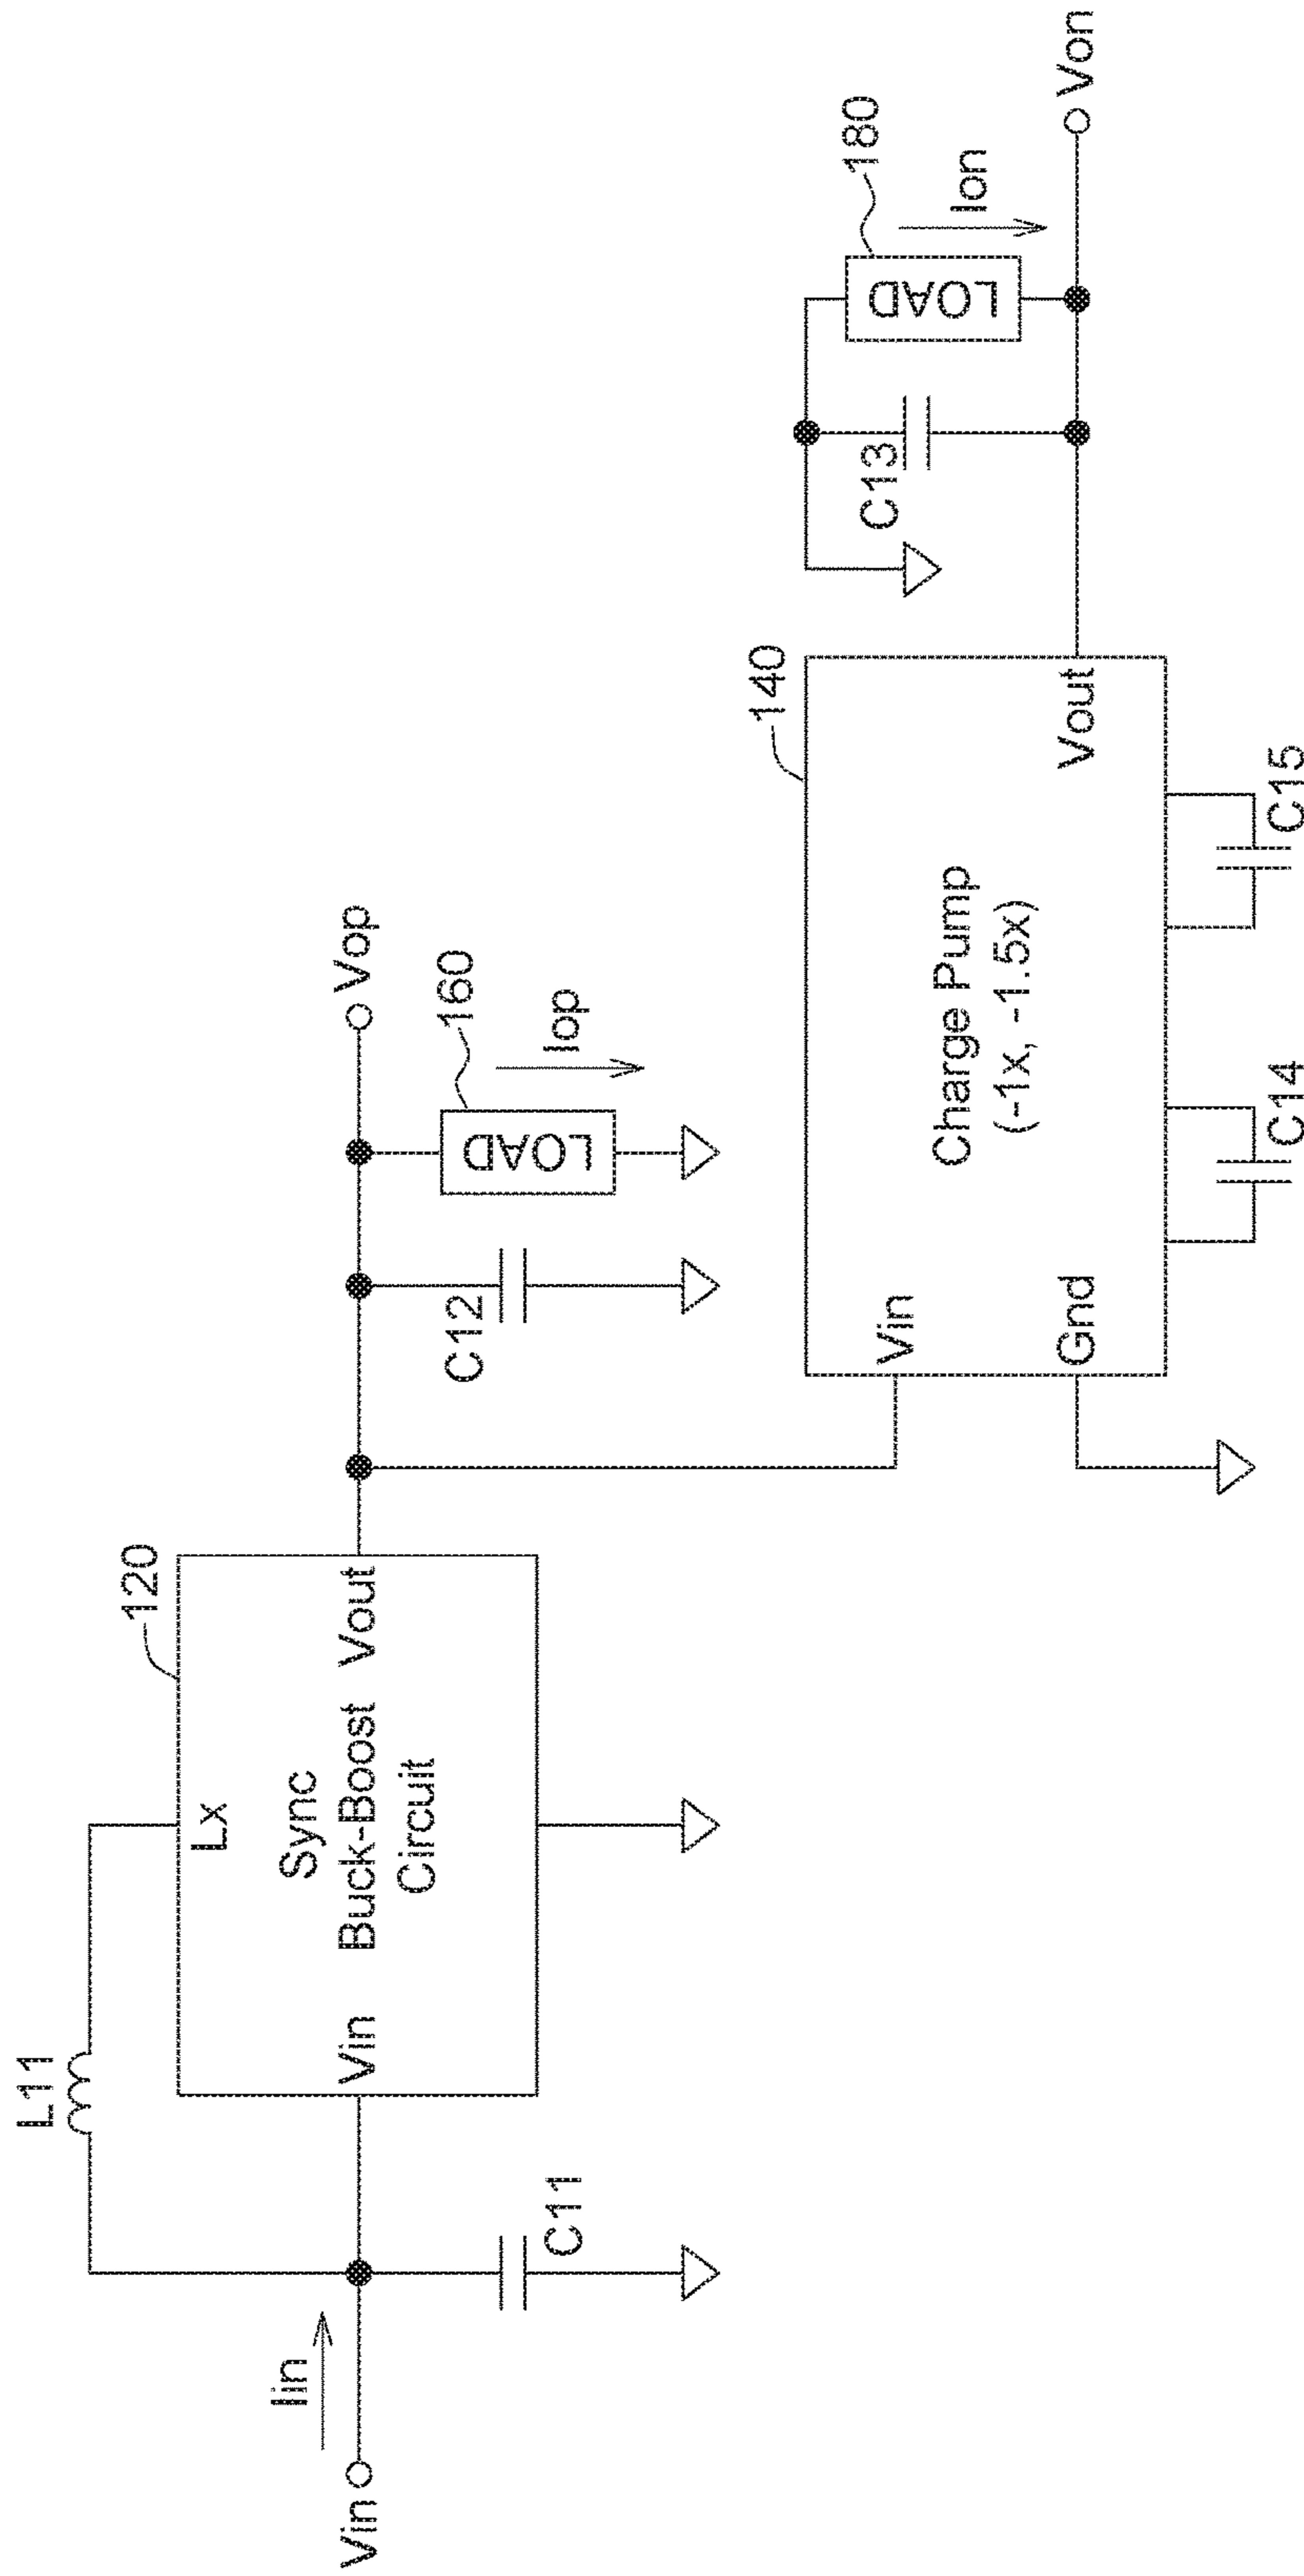 L11
120
Lx
Iin
Vin
Vin
Sync
Buck-Boost
Circuit
Vout
Vop
C11
C12
LOAD
160
Iop
140
Vin
Gnd
Charge Pump
(-1x, -1.5x)
Vout
C13
LOAD
180
Ion
Von
C14
C15